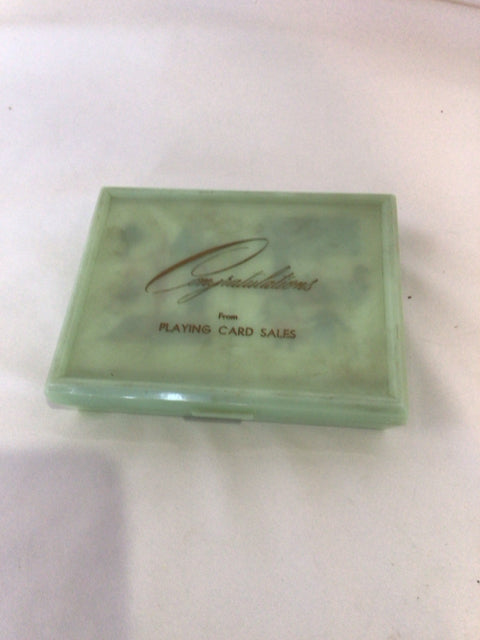 Congratulations
From
PLAYING CARD SALES